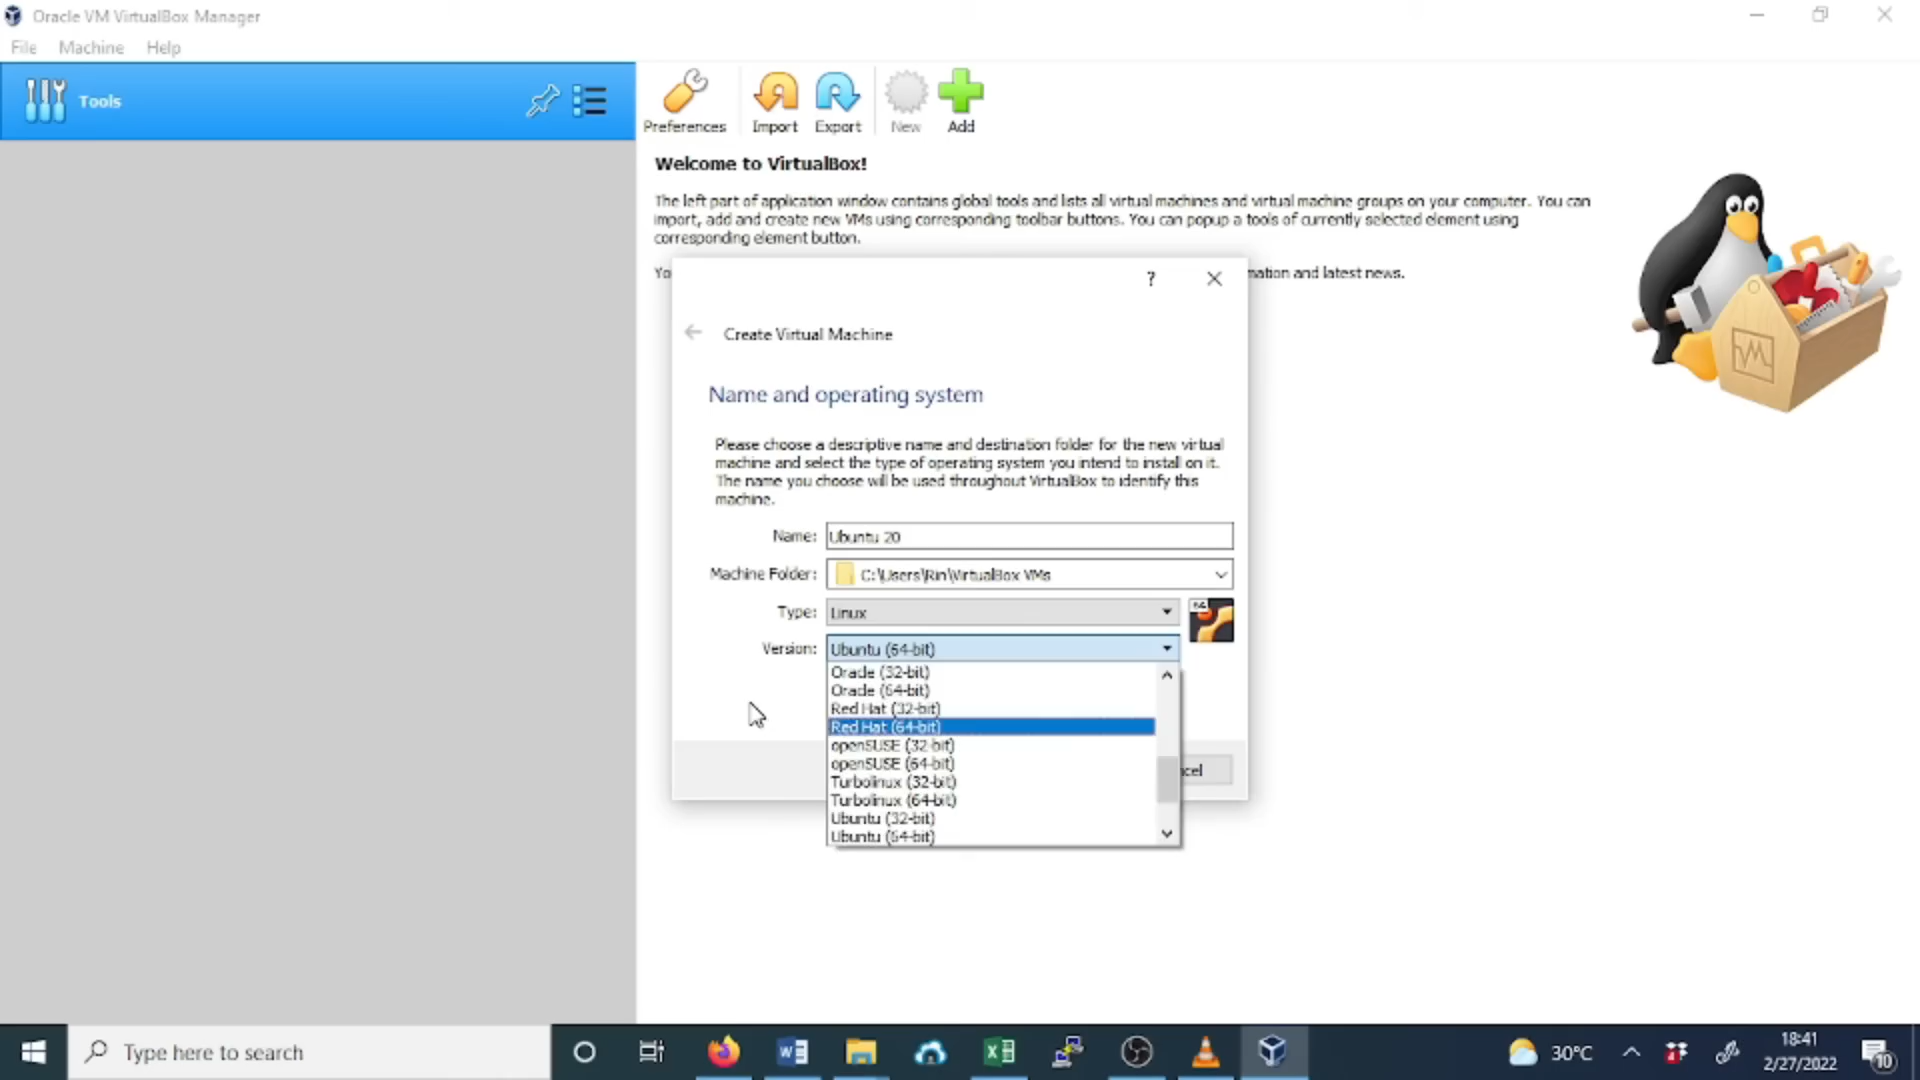 Oracle VM VirtualBox Manager
File Machine Help
Tools
Preferences Import Export New Add
Welcome to VirtualBox!
The left part of application window contains global tools and lists all virtual machines and virtual machine groups on your computer. You can
import, add and create new VMs using corresponding toolbar buttons. You can popup a tools of currently selected element using
corresponding element button.
Yo
mation and latest news.
?
Create Virtual Machine
Name and operating system
Please choose a descriptive name and destination folder for the new virtual
machine and select the type of operating system you intend to install on it.
The name you choose will be used throughout VirtualBox to identify this
machine.
Name: Ubuntu 20
Machine Folder: C:\Users\Rin\VirtualBox VMs
Type: Linux
64
Version: Ubuntu (64-bit)
Oracle (32-bit)
Oracle (64-bit)
Red Hat (32-bit)
Red Hat (64-bit)
openSUSE (32-bit)
openSUSE (64-bit)
ncel
Turbolinux (32-bit)
Turbolinux (64-bit)
Ubuntu (32-bit)
Ubuntu (64-bit)
Type here to search
30°C
18:41
2/27/2022
10